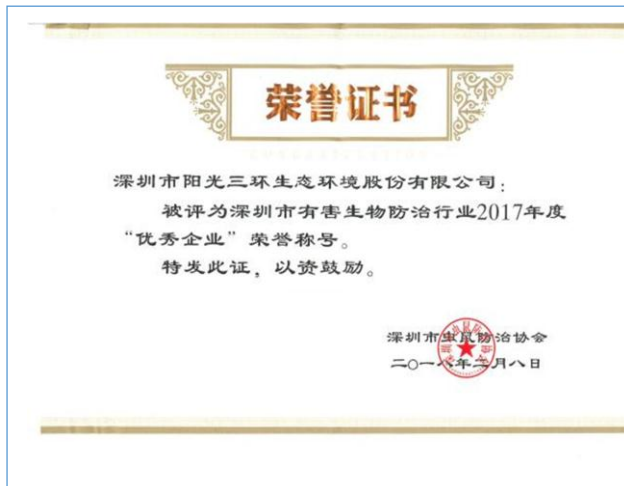 荣誉证书
深圳市阳光三环生态环境股份有限公司：
被评为深圳市有害生物防治行业2017年度
“优秀企业”荣誉称号。
特发此证，以资鼓励。
深圳市虫鼠防治协会
二〇一八年二月八日